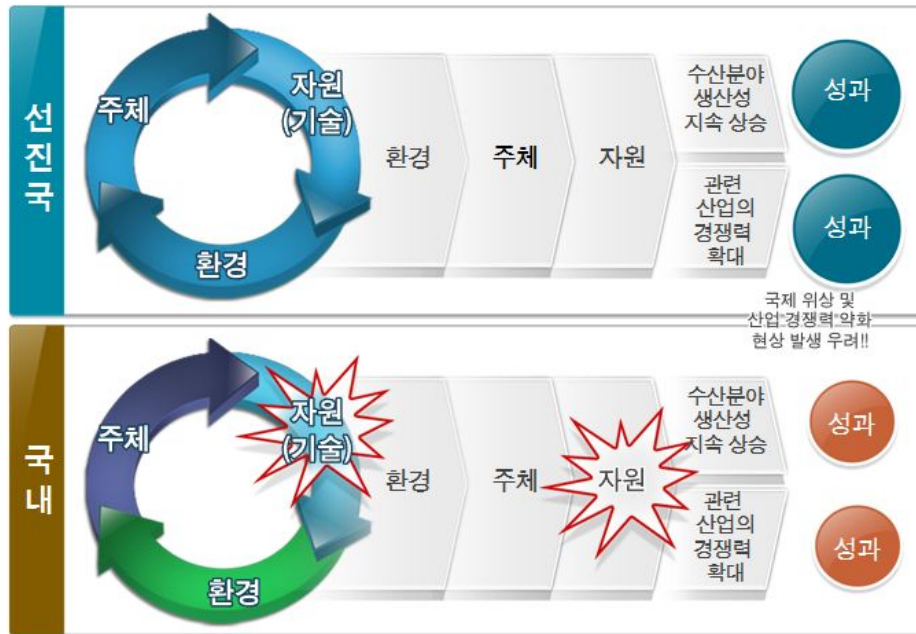 선진국
주체
자원
(기술)
환경
환경
주체
자원
수산분야
생산성
지속 상승
관련
산업의
경쟁력
확대
성과
성과
국제 위상 및
산업 경쟁력 약화
현상 발생 우려!!
국내
주체
자원
(기술)
환경
환경
주체
자원
수산분야
생산성
지속 상승
관련
산업의
경쟁력
확대
성과
성과